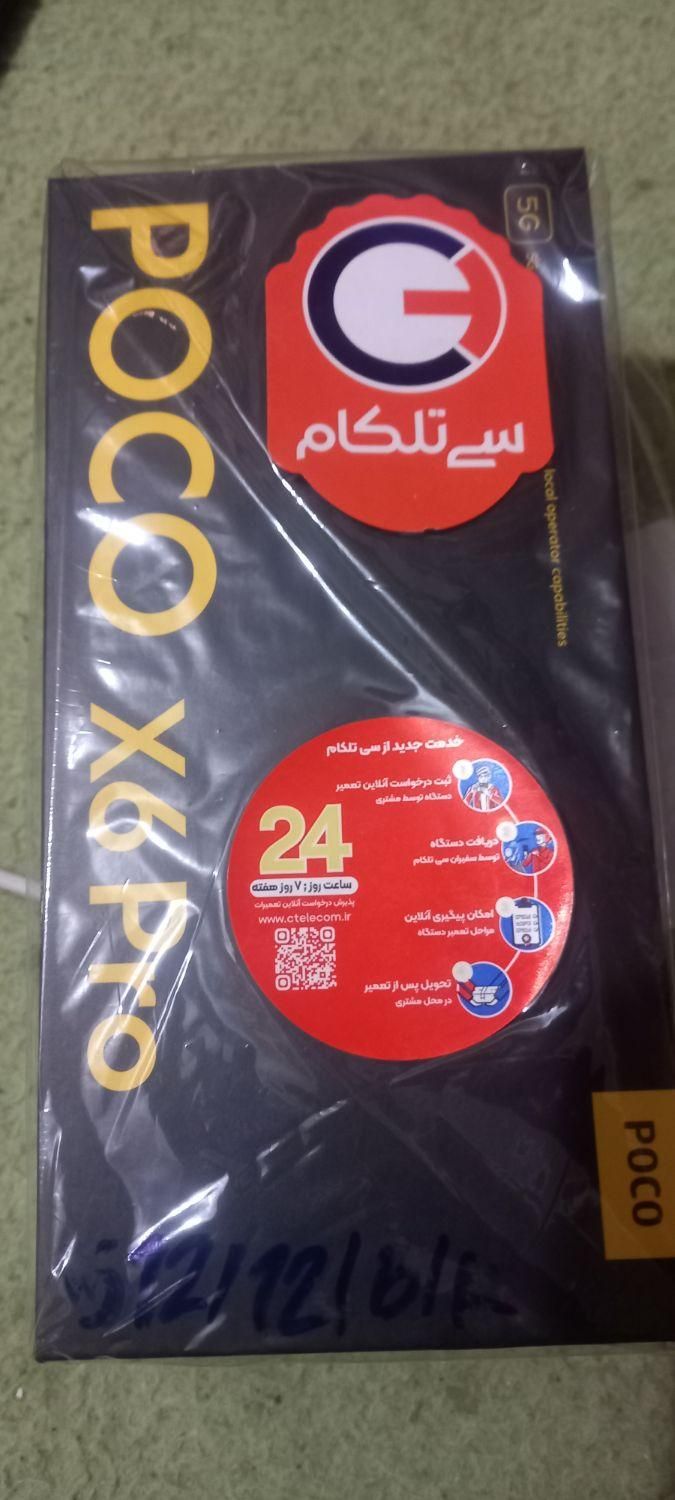 POCO X6 Pro
5G
سی تلکام
local operator capabilities
خدمت جدید از سی تلکام
ثبت درخواست آنلاین تعمیر
دستگاه توسط مشتری
دریافت دستگاه
توسط سفیران سی تلکام
امکان پیگیری آنلاین
مراحل تعمیر دستگاه
تحویل پس از تعمیر
در محل مشتری
24
ساعت روز ; ۷ روز هفته
پذیرش درخواست آنلاین تعمیرات
www.ctelecom.ir
POCO
512/12/